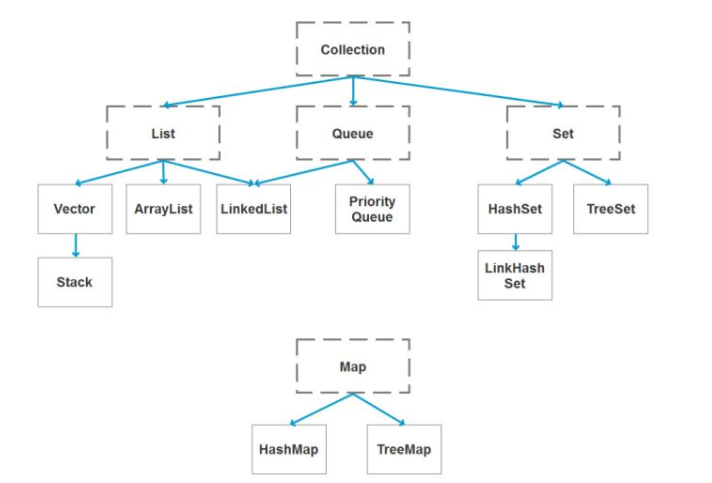 Collection
List
Queue
Set
Vector
ArrayList
LinkedList
Priority
Queue
HashSet
TreeSet
Stack
LinkHash
Set
Map
HashMap
TreeMap